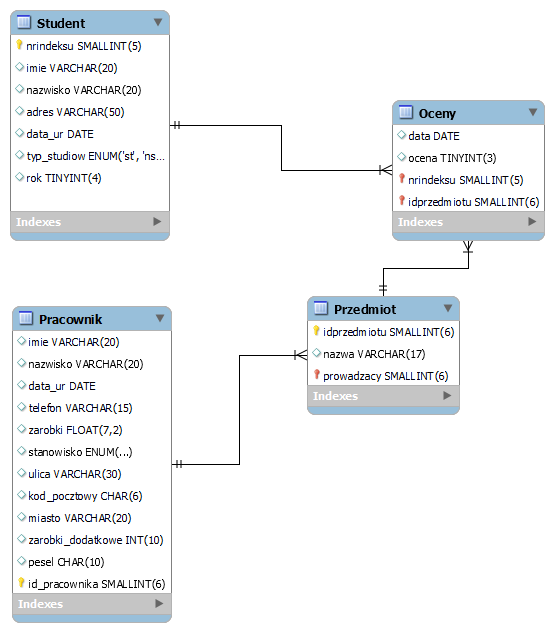 Student
nrindeksu SMALLINT(5)
imie VARCHAR(20)
nazwisko VARCHAR(20)
adres VARCHAR(50)
data_ur DATE
typ_studiow ENUM('st', 'ns...
rok TINYINT(4)
Indexes
Oceny
data DATE
ocena TINYINT(3)
nrindeksu SMALLINT(5)
idprzedmiotu SMALLINT(6)
Indexes
Przedmiot
idprzedmiotu SMALLINT(6)
nazwa VARCHAR(17)
prowadzacy SMALLINT(6)
Indexes
Pracownik
imie VARCHAR(20)
nazwisko VARCHAR(20)
data_ur DATE
telefon VARCHAR(15)
zarobki FLOAT(7,2)
stanowisko ENUM(...)
ulica VARCHAR(30)
kod_pocztowy CHAR(6)
miasto VARCHAR(20)
zarobki_dodatkowe INT(10)
pesel CHAR(10)
id_pracownika SMALLINT(6)
Indexes